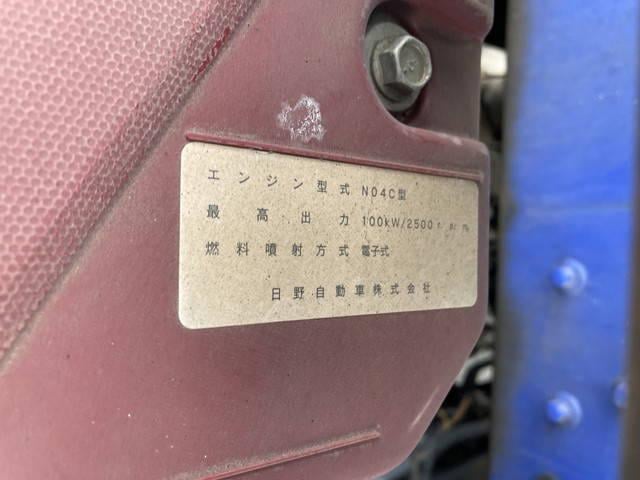 エンジン型式 N04C型
最高出力 100kW/2500r.p.m
燃料噴射方式 電子式
日野自動車株式会社